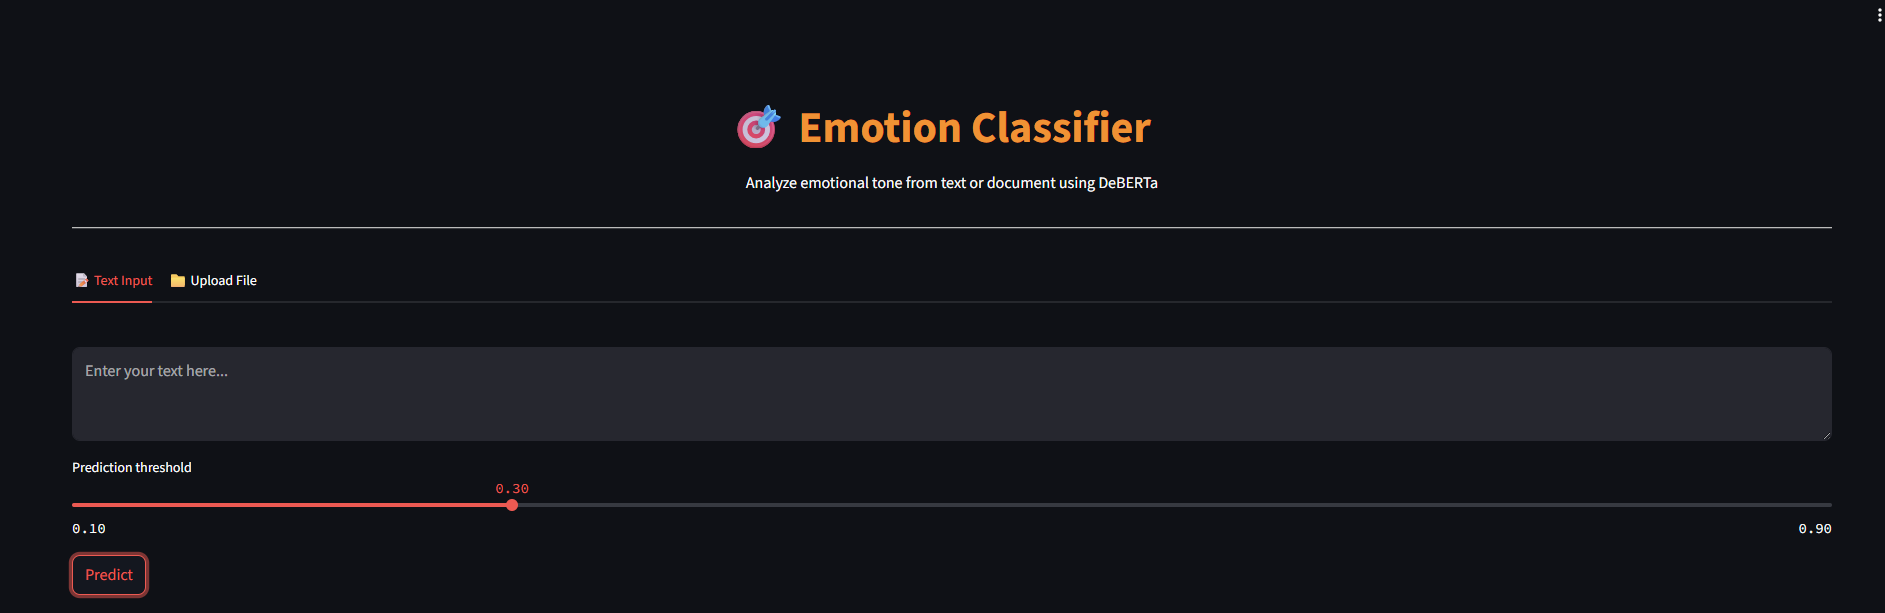 Emotion Classifier
Analyze emotional tone from text or document using DeBERTa
Text Input
Upload File
Enter your text here...
Prediction threshold
0.30
0.10
0.90
Predict